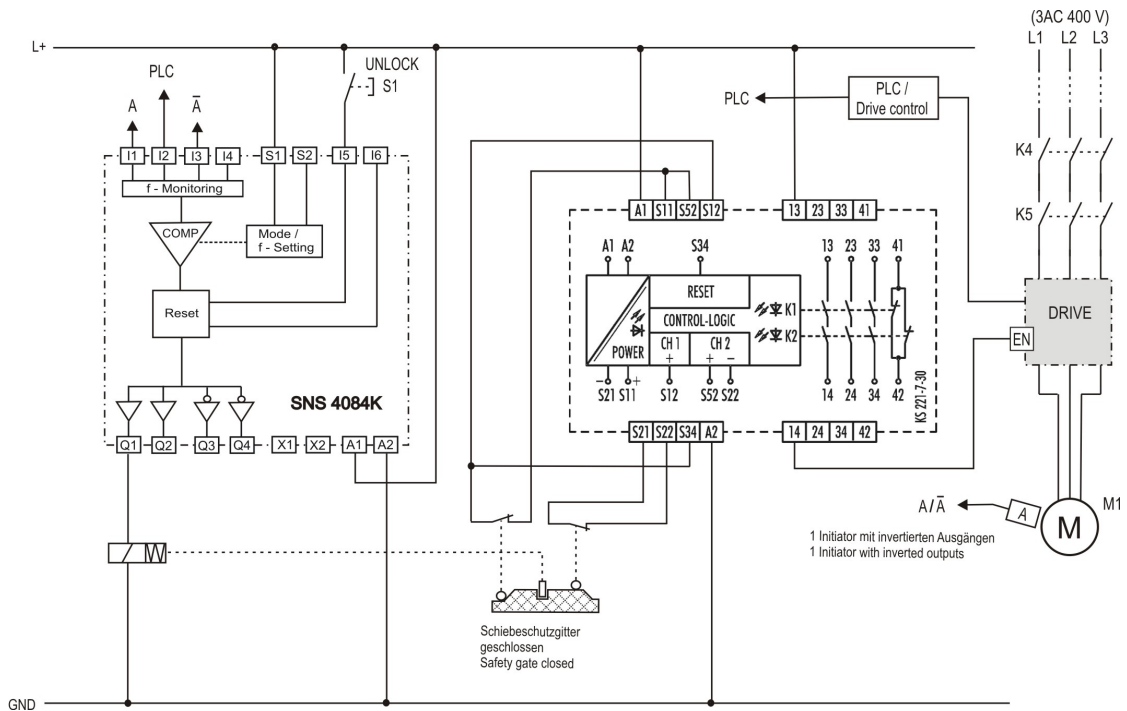 (3AC 400 V)
L1 L2 L3
L+
PLC
UNLOCK
S1
A Ā
PLC
PLC /
Drive control
K4
I1 I2 I3 I4 S1 S2 I5 I6
f - Monitoring
COMP
Mode /
f - Setting
Reset
SNS 4084K
Q1 Q2 Q3 Q4 X1 X2 A1 A2
A1 S11 S52 S12 13 23 33 41
K5
A1 A2 S34 13 23 33 41
RESET
CONTROL-LOGIC
K1
K2
POWER
CH 1 CH 2
+ + −
− +
S21 S11 S12 S52 S22 14 24 34 42
KS 221-7-30
S21 S22 S34 A2 14 24 34 42
DRIVE
EN
A/Ā
A
M
M1
1 Initiator mit invertierten Ausgängen
1 Initiator with inverted outputs
Schiebeschutzgitter
geschlossen
Safety gate closed
GND